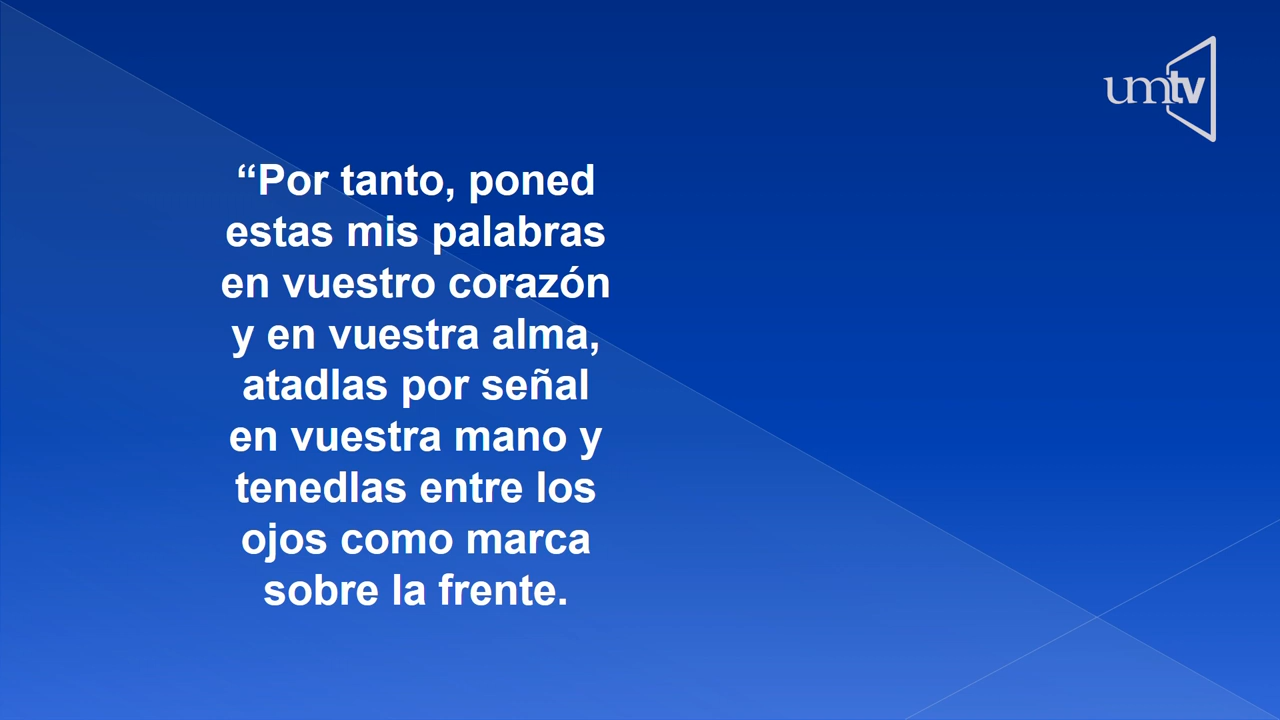 umtv
“Por tanto, poned
estas mis palabras
en vuestro corazón
y en vuestra alma,
atadlas por señal
en vuestra mano y
tenedlas entre los
ojos como marca
sobre la frente.